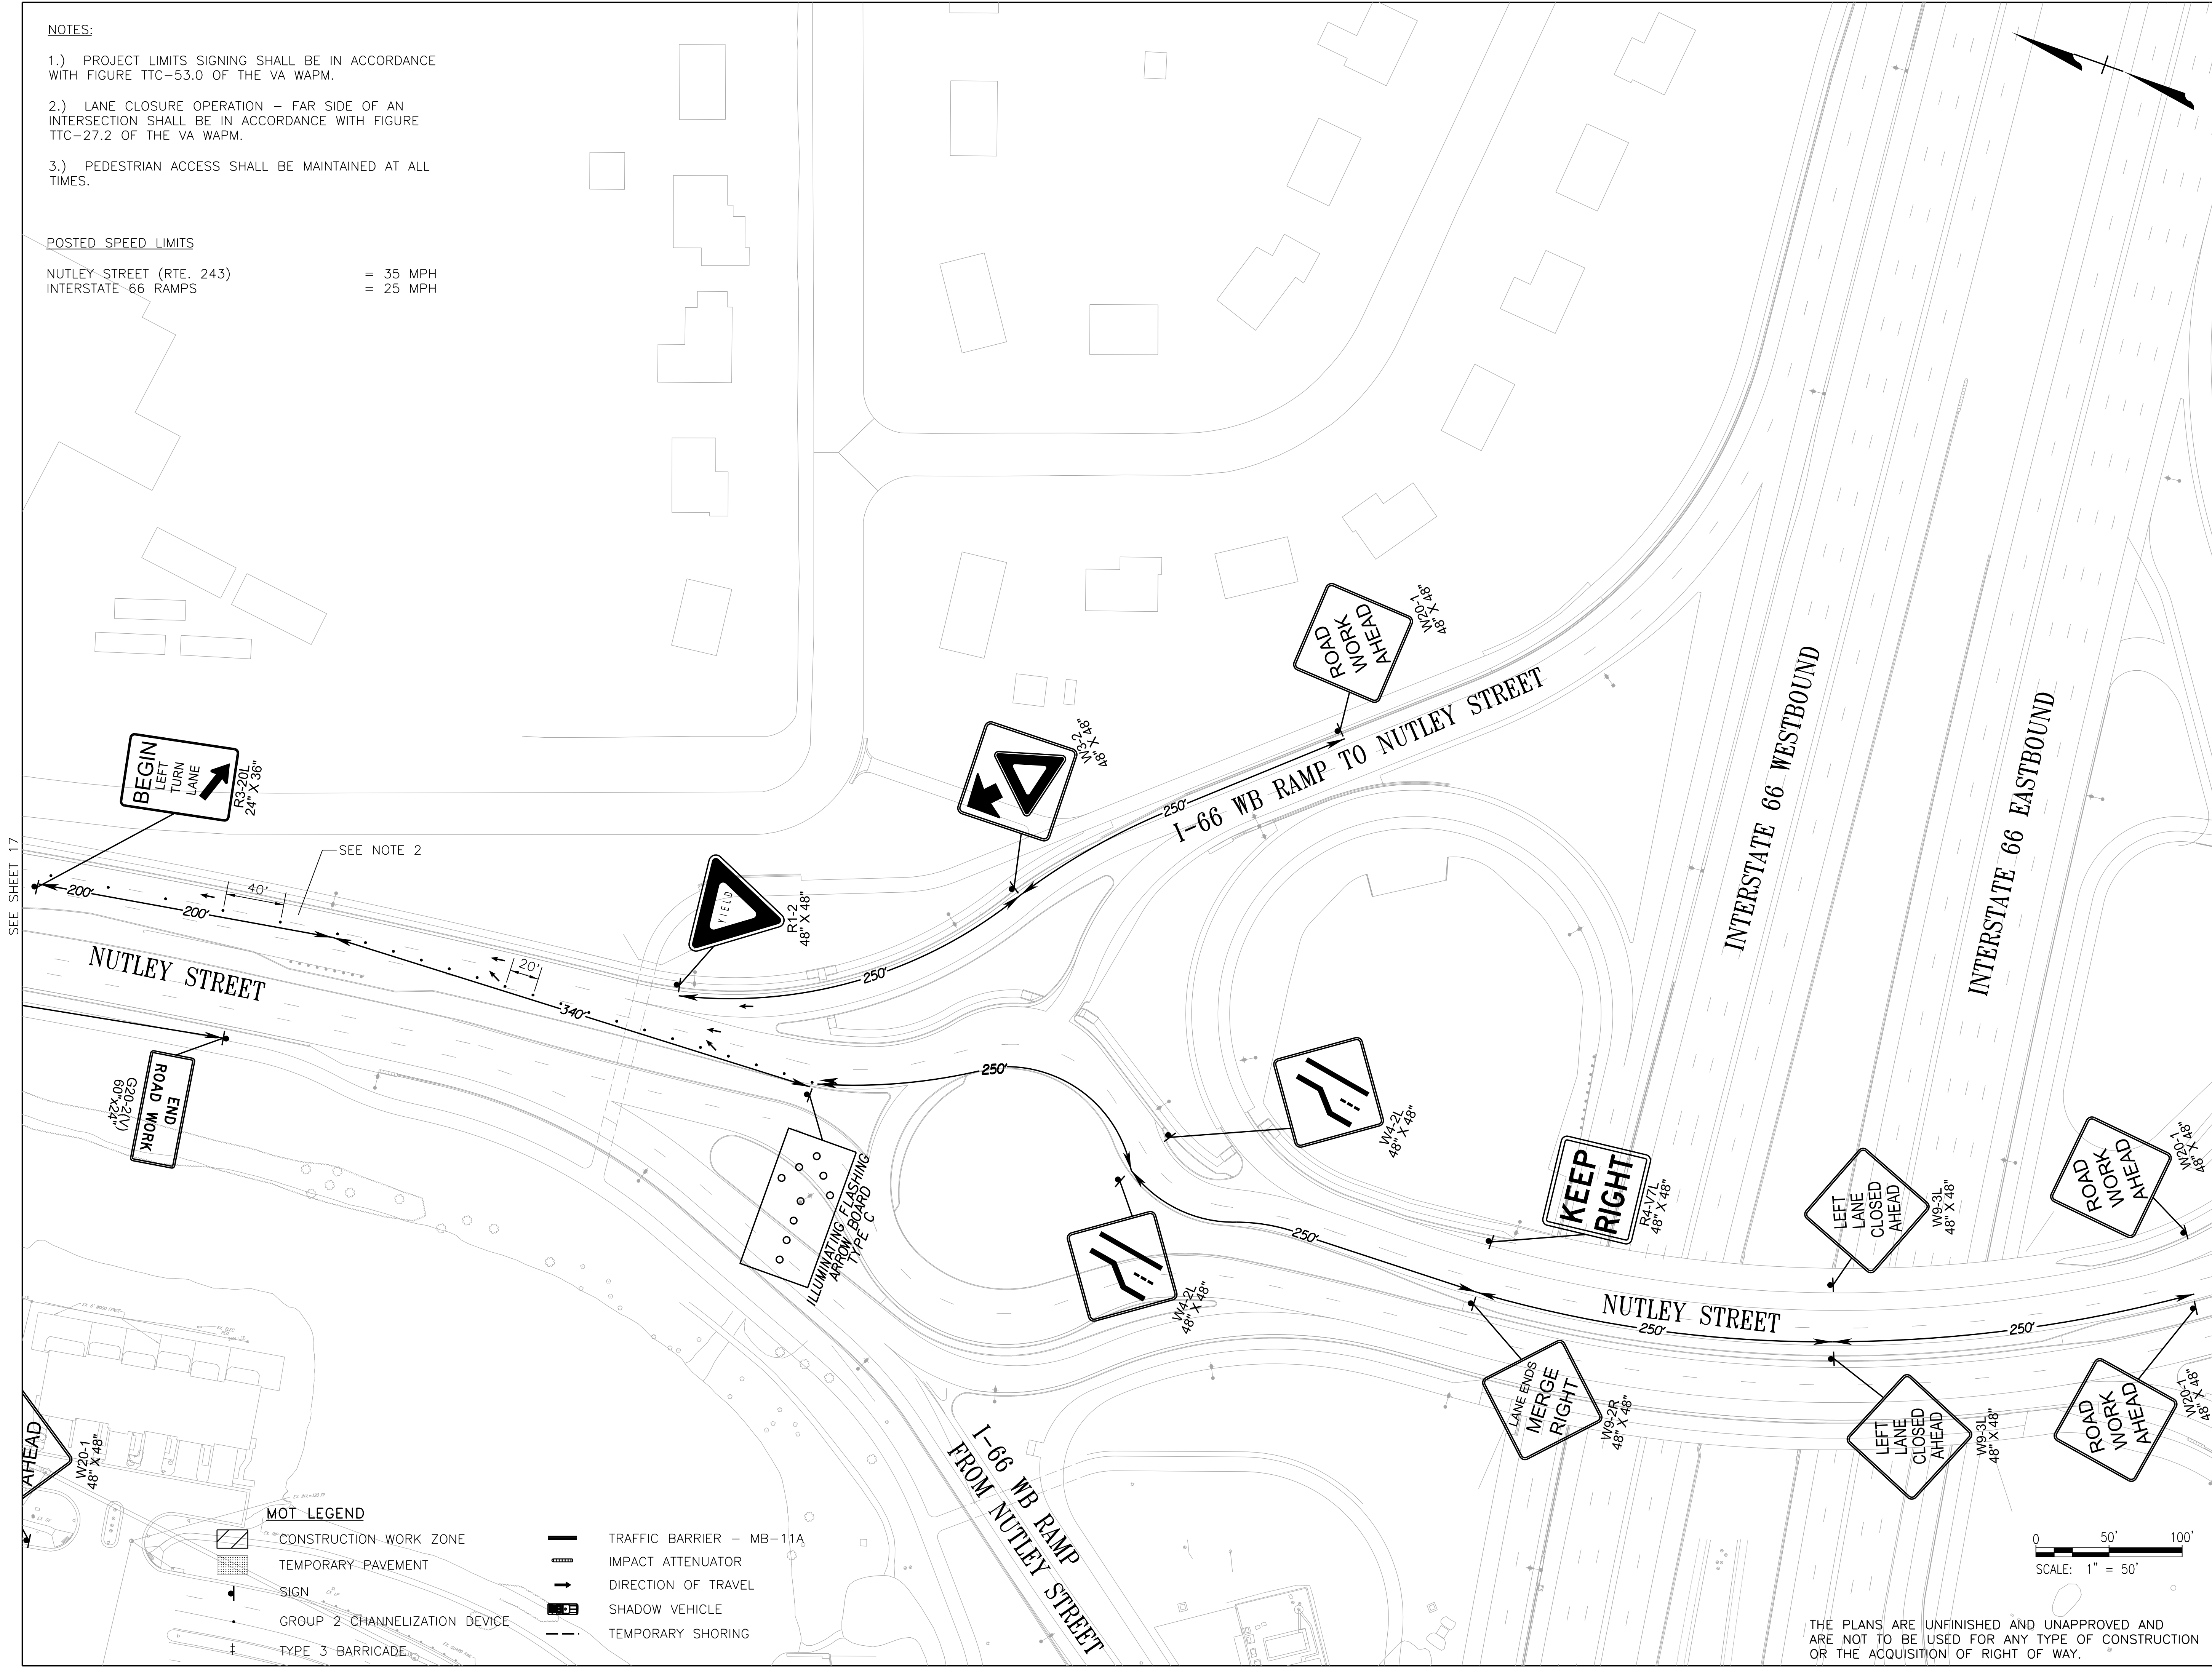 NOTES:
1.) PROJECT LIMITS SIGNING SHALL BE IN ACCORDANCE
WITH FIGURE TTC-53.0 OF THE VA WAPM.
2.) LANE CLOSURE OPERATION – FAR SIDE OF AN
INTERSECTION SHALL BE IN ACCORDANCE WITH FIGURE
TTC-27.2 OF THE VA WAPM.
3.) PEDESTRIAN ACCESS SHALL BE MAINTAINED AT ALL
TIMES.
POSTED SPEED LIMITS
NUTLEY STREET (RTE. 243) = 35 MPH
INTERSTATE 66 RAMPS = 25 MPH
SEE SHEET 17
BEGIN
LEFT
TURN
LANE
R3-20L
24" X 36"
SEE NOTE 2
200'
200'
40'
20'
340'
NUTLEY STREET
END
ROAD WORK
G20-2(V)
60"x24"
YIELD
R1-2
48" X 48"
250'
W3-2
48" X 48"
250'
ROAD
WORK
AHEAD
W20-1
48" X 48"
I-66 WB RAMP TO NUTLEY STREET
INTERSTATE 66 WESTBOUND
INTERSTATE 66 EASTBOUND
250'
ILLUMINATING FLASHING
ARROW BOARD
TYPE C
W4-2L
48" X 48"
W4-2L
48" X 48"
250'
KEEP
RIGHT
R4-V7L
48" X 48"
LEFT
LANE
CLOSED
AHEAD
W9-3L
48" X 48"
ROAD
WORK
AHEAD
W20-1
48" X 48"
NUTLEY STREET
250'
250'
LANE ENDS
MERGE
RIGHT
W9-2R
48" X 48"
LEFT
LANE
CLOSED
AHEAD
W9-3L
48" X 48"
ROAD
WORK
AHEAD
W20-1
48" X 48"
I-66 WB RAMP
FROM NUTLEY STREET
AHEAD
W20-1
48" X 48"
MOT LEGEND
CONSTRUCTION WORK ZONE
TEMPORARY PAVEMENT
SIGN
GROUP 2 CHANNELIZATION DEVICE
TYPE 3 BARRICADE
TRAFFIC BARRIER – MB-11A
IMPACT ATTENUATOR
DIRECTION OF TRAVEL
SHADOW VEHICLE
TEMPORARY SHORING
0 50' 100'
SCALE: 1" = 50'
THE PLANS ARE UNFINISHED AND UNAPPROVED AND
ARE NOT TO BE USED FOR ANY TYPE OF CONSTRUCTION
OR THE ACQUISITION OF RIGHT OF WAY.